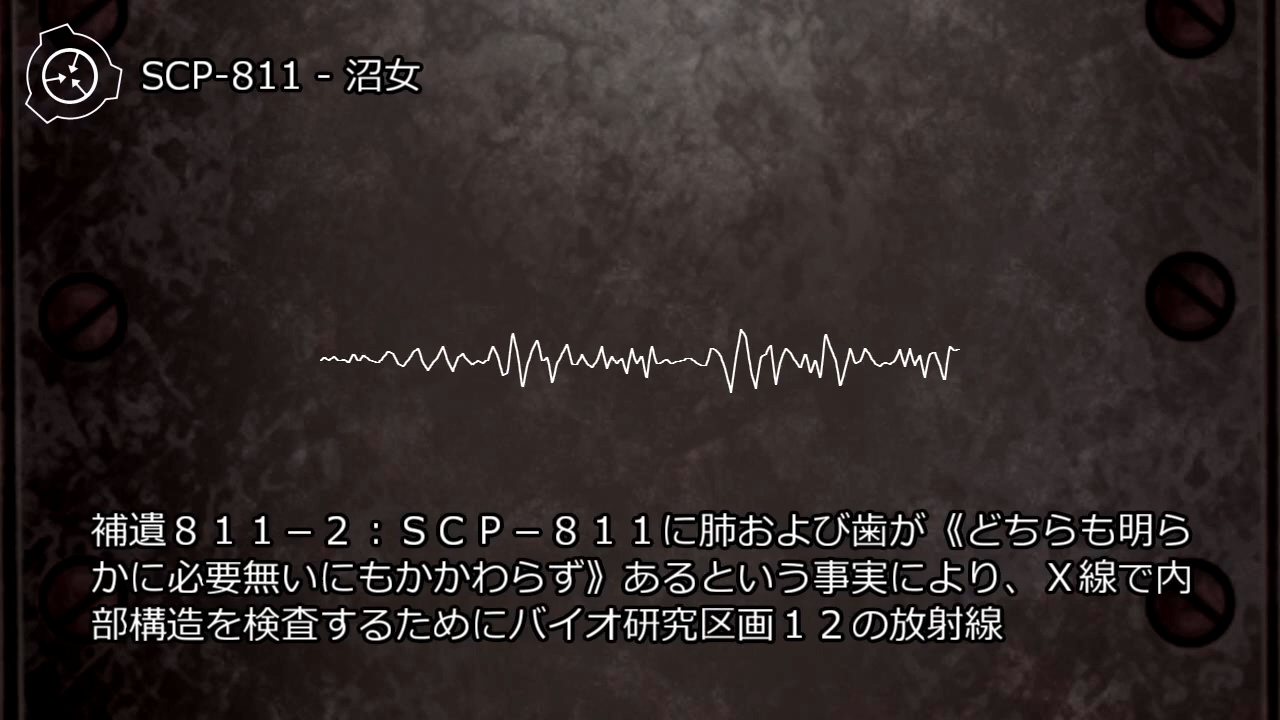 SCP-811 - 沼女
補遺８１１－２：ＳＣＰ－８１１に肺および歯が《どちらも明ら
かに必要無いにもかかわらず》あるという事実により、Ｘ線で内
部構造を検査するためにバイオ研究区画１２の放射線